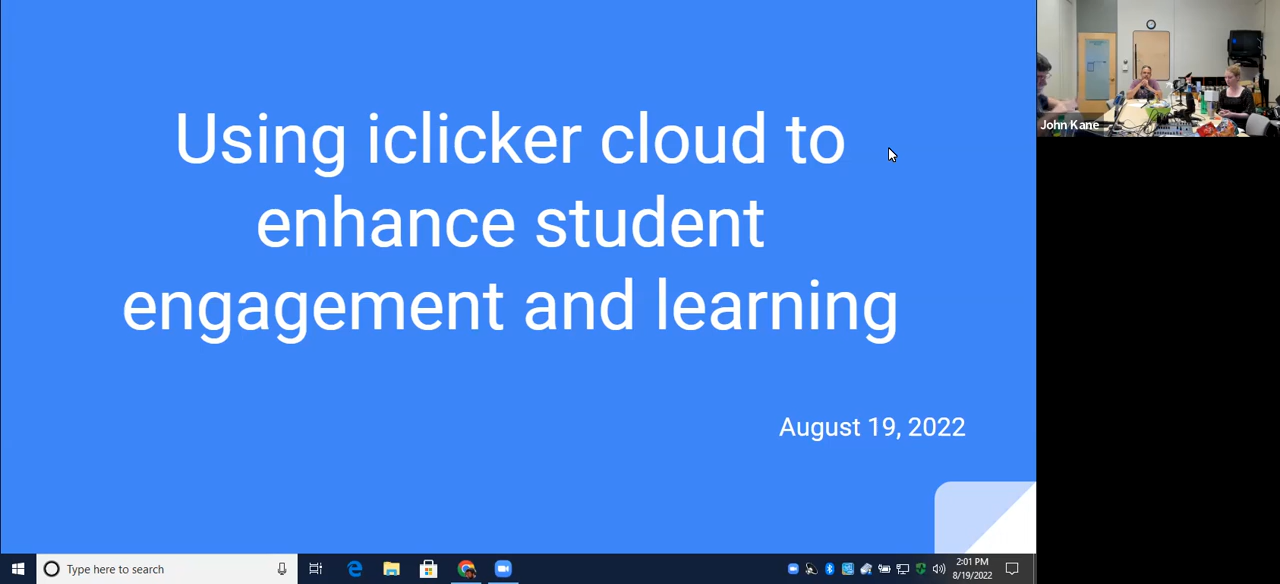 Using iclicker cloud to
enhance student
engagement and learning
August 19, 2022
John Kane
Type here to search
2:01 PM
8/19/2022